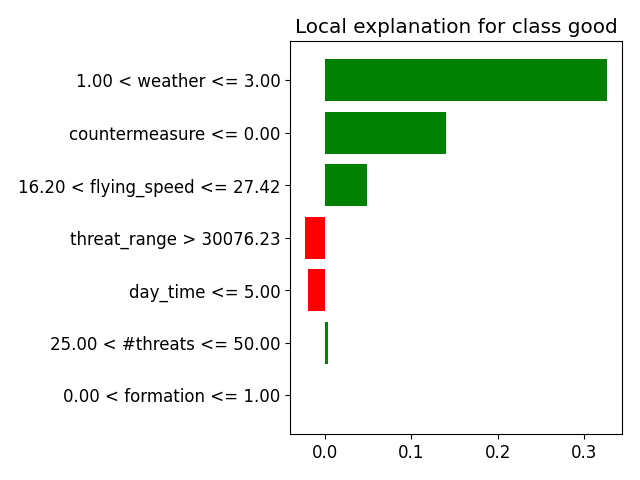 Local explanation for class good
1.00 < weather <= 3.00
countermeasure <= 0.00
16.20 < flying_speed <= 27.42
threat_range > 30076.23
day_time <= 5.00
25.00 < #threats <= 50.00
0.00 < formation <= 1.00
0.0 0.1 0.2 0.3